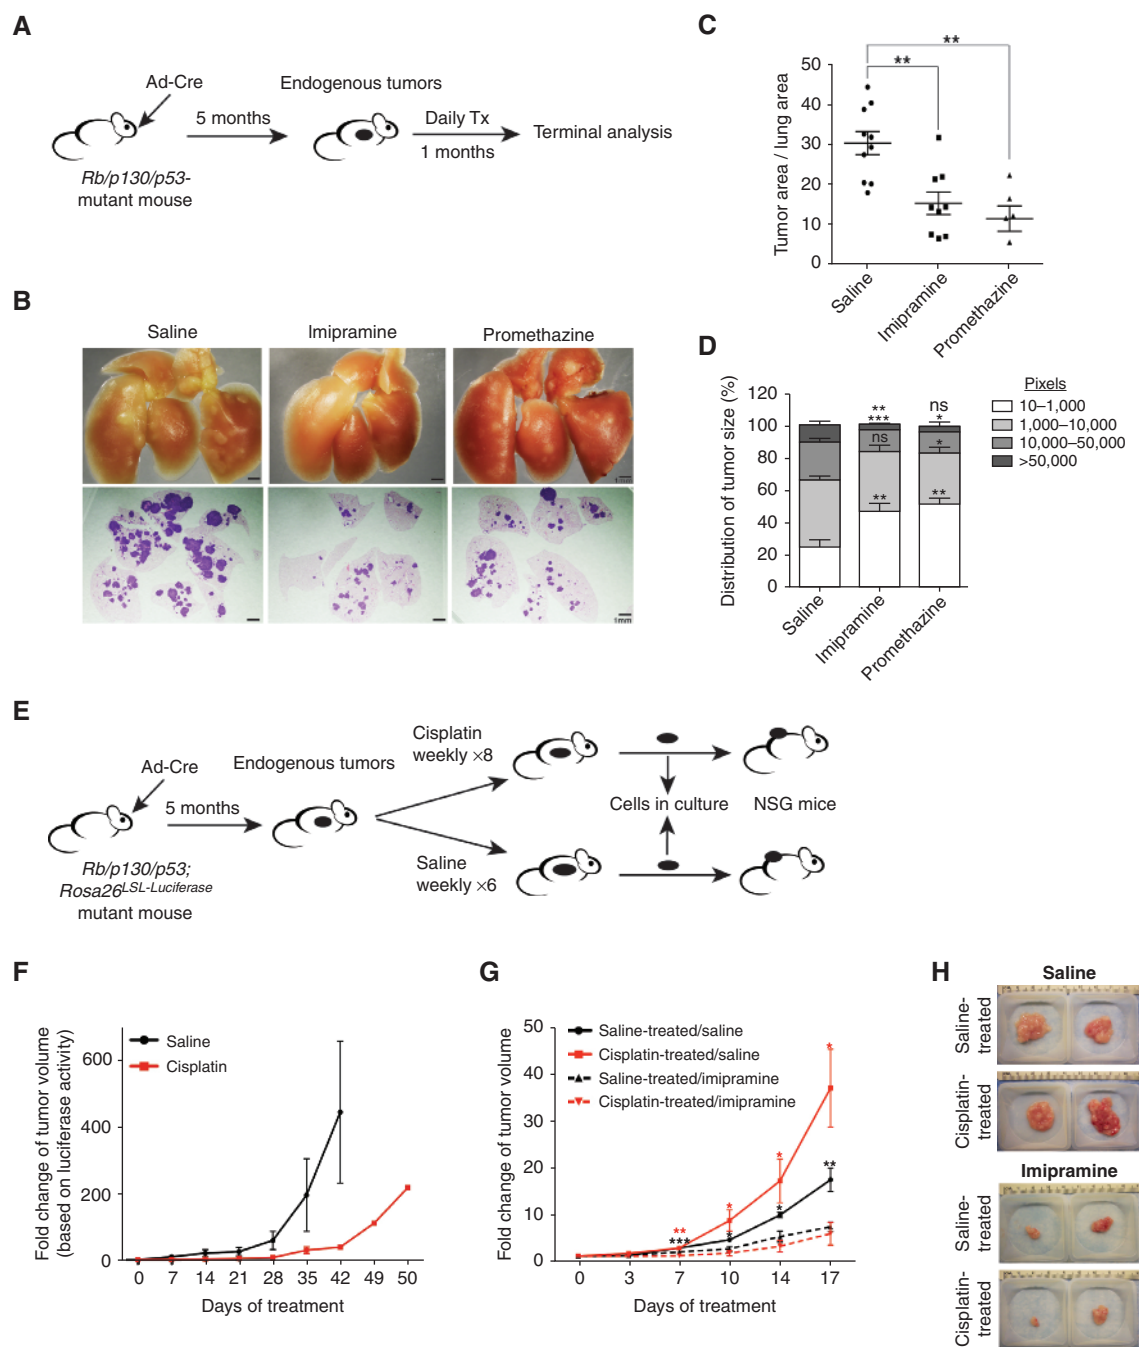 A
Ad-Cre
5 months
Endogenous tumors
Daily Tx
1 months
Terminal analysis
Rb/p130/p53-
mutant mouse
B
Saline
Imipramine
Promethazine
1mm
1mm
C
Tumor area / lung area
50
40
30
20
10
0
**
**
Saline
Imipramine
Promethazine
D
Distribution of tumor size (%)
120
100
80
60
40
20
0
**
***
ns
**
ns
*
*
**
Saline
Imipramine
Promethazine
Pixels
10–1,000
1,000–10,000
10,000–50,000
>50,000
E
Ad-Cre
5 months
Endogenous tumors
Rb/p130/p53;
Rosa26LSL-Luciferase
mutant mouse
Cisplatin
weekly ×8
Saline
weekly ×6
Cells in culture
NSG mice
F
Fold change of tumor volume
(based on luciferase activity)
600
400
200
0
Saline
Cisplatin
0 7 14 21 28 35 42 49 50
Days of treatment
G
Fold change of tumor volume
50
40
30
20
10
0
Saline-treated/saline
Cisplatin-treated/saline
Saline-treated/imipramine
Cisplatin-treated/imipramine
**
***
*
*
*
*
*
**
0 3 7 10 14 17
Days of treatment
H
Saline
Saline-
treated
Cisplatin-
treated
Imipramine
Saline-
treated
Cisplatin-
treated